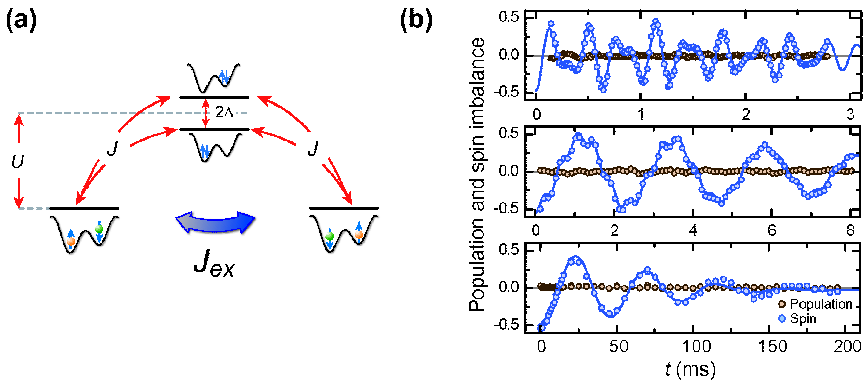 (a)
2Δ
U
J
J
Jex
(b)
Population and spin imbalance
0.5
0.0
-0.5
0
1
2
3
0.5
0.0
-0.5
0
2
4
6
8
0.5
0.0
-0.5
Population
Spin
0
50
100
150
200
t (ms)